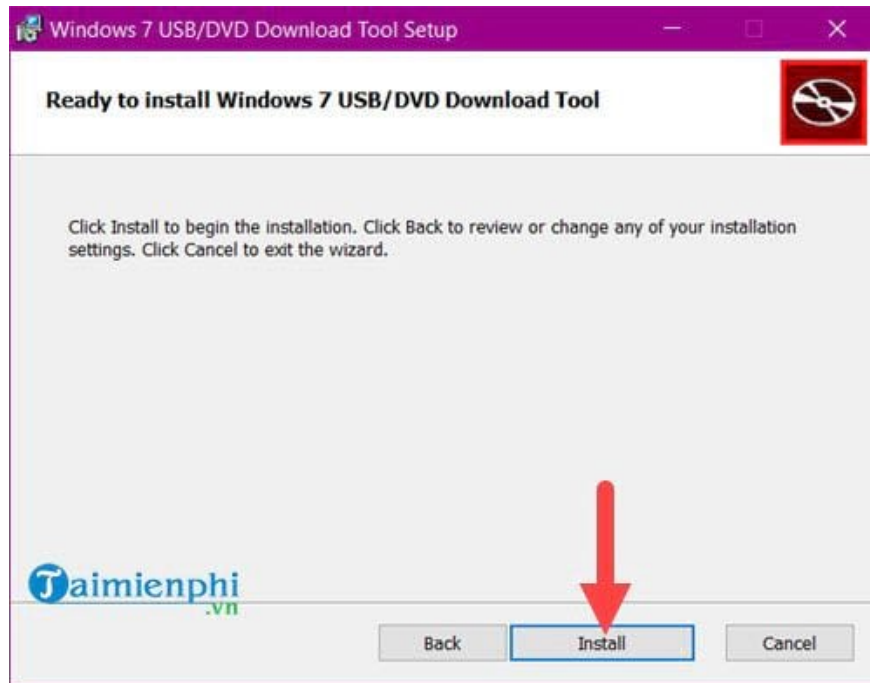 Windows 7 USB/DVD Download Tool Setup
Ready to install Windows 7 USB/DVD Download Tool
Click Install to begin the installation. Click Back to review or change any of your installation
settings. Click Cancel to exit the wizard.
Taimienphi
.vn
Back Install Cancel